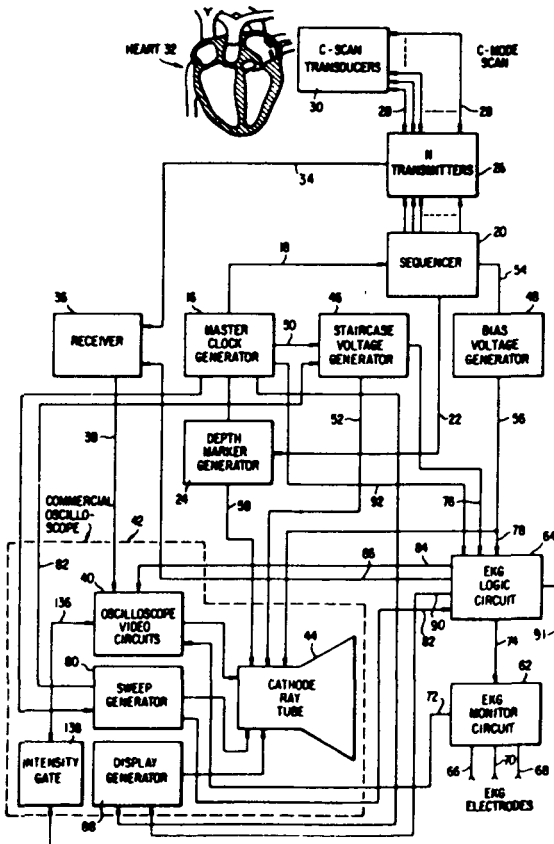 HEART 32
C-SCAN
TRANSDUCERS
30
C-MODE
SCAN
28
28
N
TRANSMITTERS
26
34
20
SEQUENCER
18
54
36
RECEIVER
16
MASTER
CLOCK
GENERATOR
50
46
STAIRCASE
VOLTAGE
GENERATOR
48
BIAS
VOLTAGE
GENERATOR
38
52
22
56
DEPTH
MARKER
GENERATOR
24
58
92
76
78
COMMERCIAL
OSCILLO-
SCOPE
42
82
84
86
64
EKG
LOGIC
CIRCUIT
90
82
91
136
40
OSCILLOSCOPE
VIDEO
CIRCUITS
44
CATHODE
RAY
TUBE
74
80
SWEEP
GENERATOR
62
EKG
MONITOR
CIRCUIT
72
138
INTENSITY
GATE
DISPLAY
GENERATOR
88
66
70
68
EKG
ELECTRODES